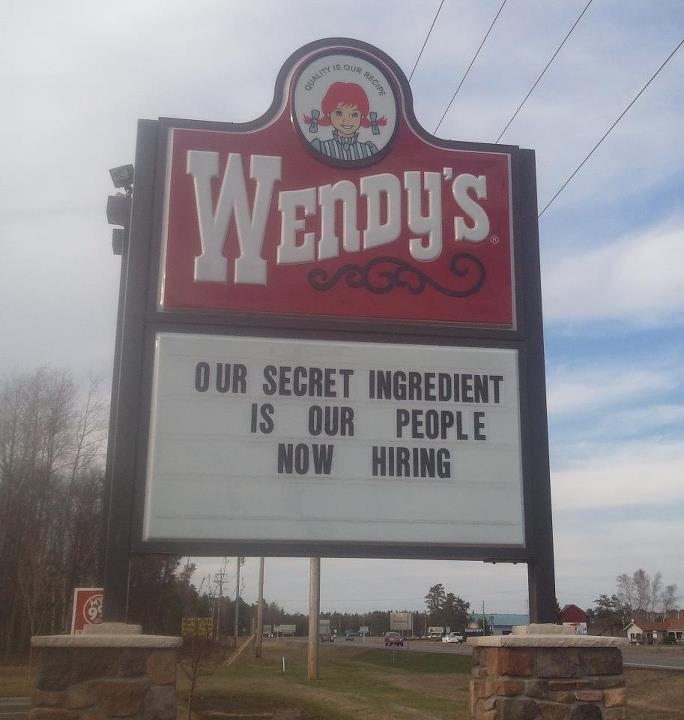 QUALITY IS OUR RECIPE
WENDY'S ®
OUR SECRET INGREDIENT
IS OUR PEOPLE
NOW HIRING